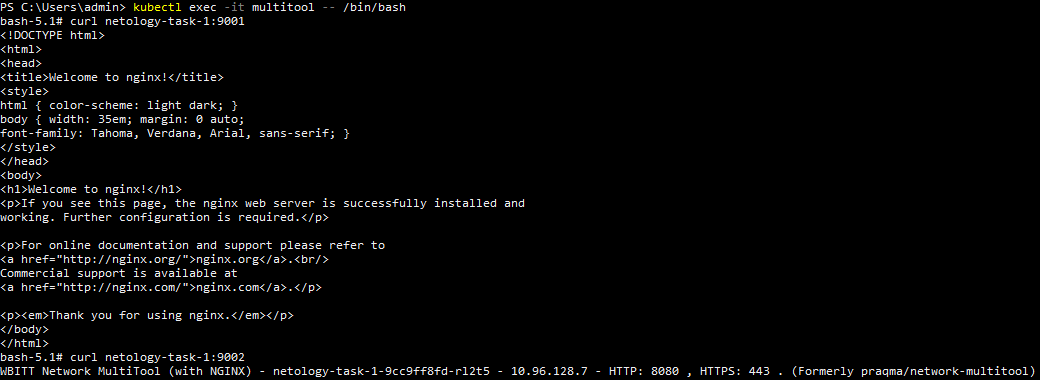 PS C:\Users\admin> kubectl exec -it multitool -- /bin/bash
bash-5.1# curl netology-task-1:9001
<!DOCTYPE html>
<html>
<head>
<title>Welcome to nginx!</title>
<style>
html { color-scheme: light dark; }
body { width: 35em; margin: 0 auto;
font-family: Tahoma, Verdana, Arial, sans-serif; }
</style>
</head>
<body>
<h1>Welcome to nginx!</h1>
<p>If you see this page, the nginx web server is successfully installed and
working. Further configuration is required.</p>

<p>For online documentation and support please refer to
<a href="http://nginx.org/">nginx.org</a>.<br/>
Commercial support is available at
<a href="http://nginx.com/">nginx.com</a>.</p>

<p><em>Thank you for using nginx.</em></p>
</body>
</html>
bash-5.1# curl netology-task-1:9002
WBITT Network MultiTool (with NGINX) - netology-task-1-9cc9ff8fd-rl2t5 - 10.96.128.7 - HTTP: 8080 , HTTPS: 443 . (Formerly praqma/network-multitool)